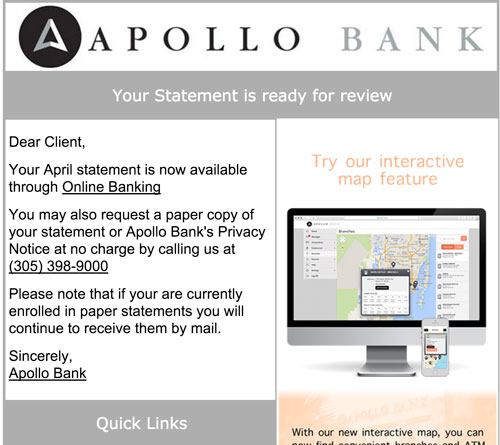 APOLLO BANK
Your Statement is ready for review
Dear Client,
Your April statement is now available
through Online Banking
You may also request a paper copy of
your statement or Apollo Bank's Privacy
Notice at no charge by calling us at
(305) 398-9000
Please note that if your are currently
enrolled in paper statements you will
continue to receive them by mail.
Sincerely,
Apollo Bank
Quick Links
Try our interactive
map feature
Branches
With our new interactive map, you can
now find convenient branches and ATM